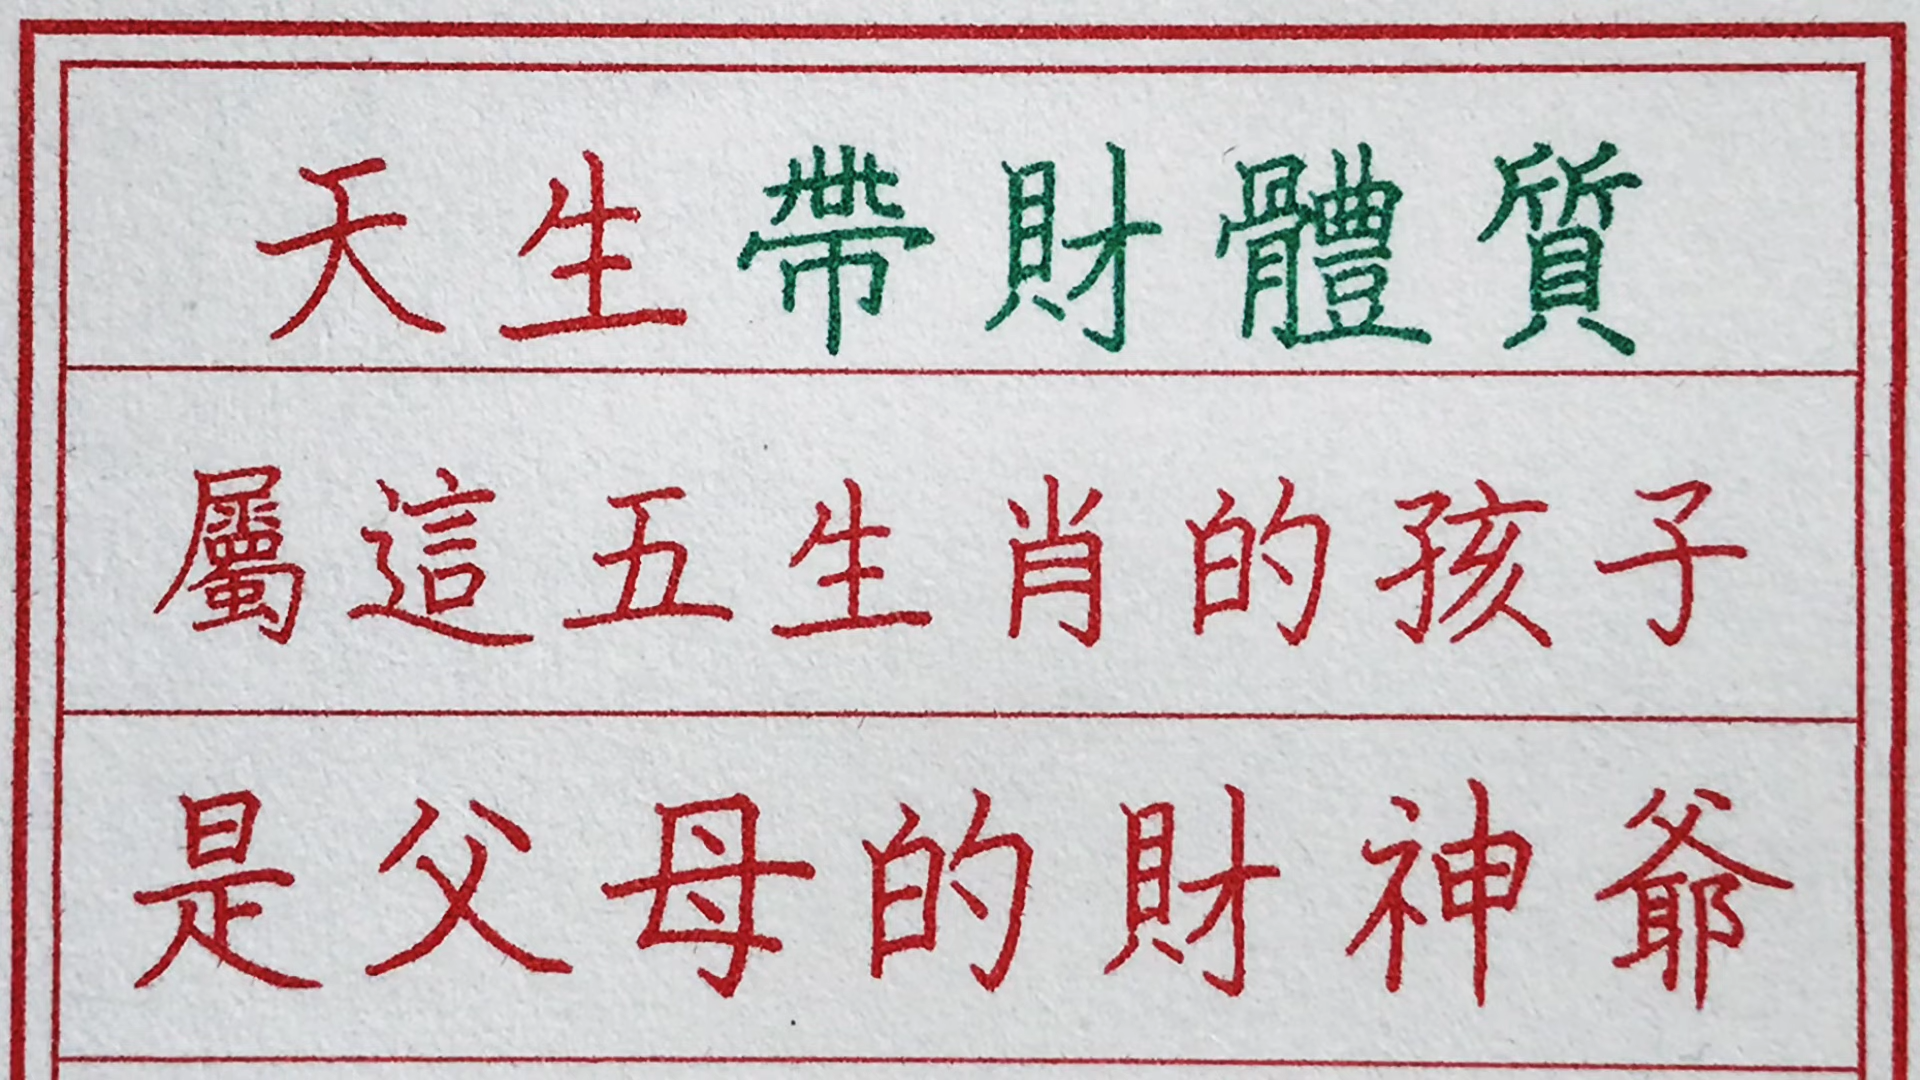 天生帶財體質
屬這五生肖的孩子
是父母的財神爺